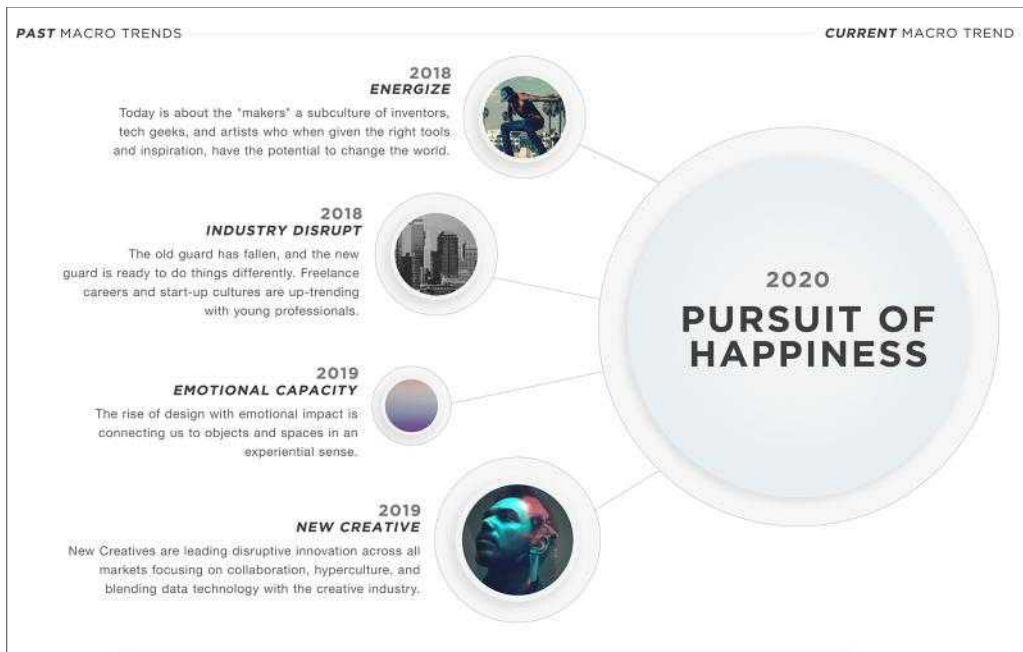 PAST MACRO TRENDS
CURRENT MACRO TREND
2018
ENERGIZE
Today is about the "makers" a subculture of inventors,
tech geeks, and artists who when given the right tools
and inspiration, have the potential to change the world.
2018
INDUSTRY DISRUPT
The old guard has fallen, and the new
guard is ready to do things differently. Freelance
careers and start-up cultures are up-trending
with young professionals.
2019
EMOTIONAL CAPACITY
The rise of design with emotional impact is
connecting us to objects and spaces in an
experiential sense.
2019
NEW CREATIVE
New Creatives are leading disruptive innovation across all
markets focusing on collaboration, hyperculture, and
blending data technology with the creative industry.
2020
PURSUIT OF
HAPPINESS